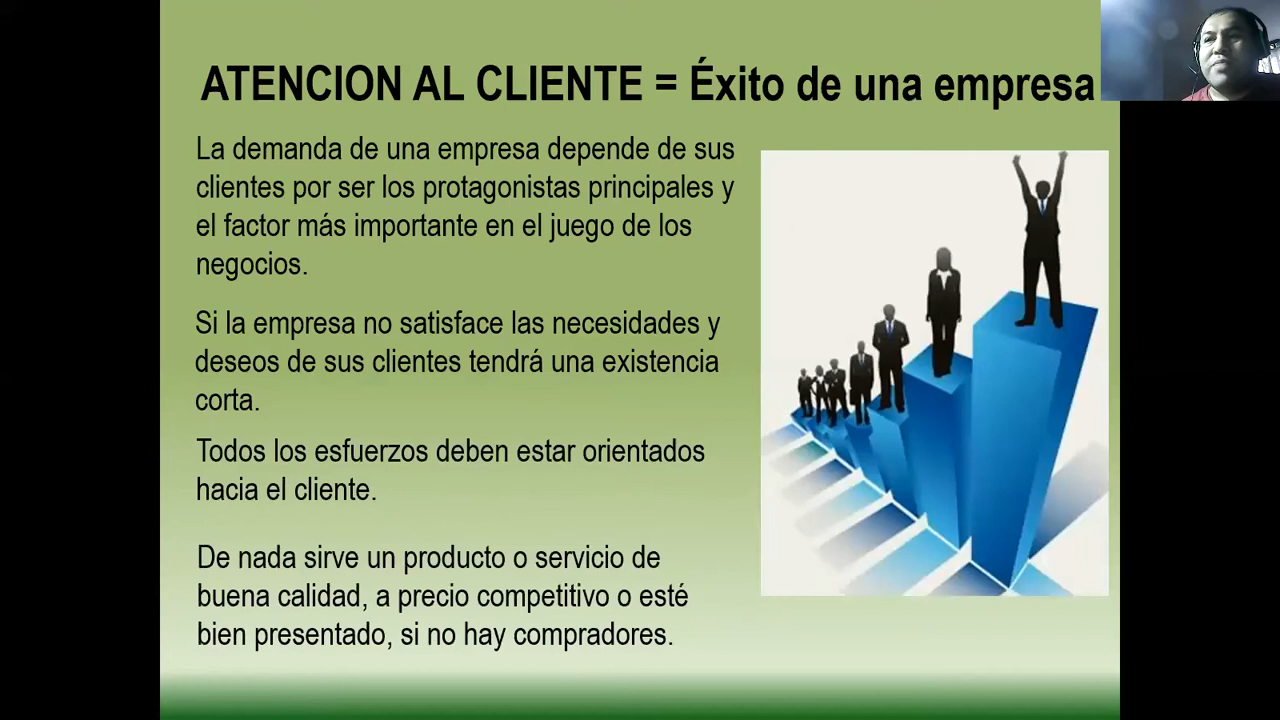 ATENCION AL CLIENTE = Éxito de una empresa
La demanda de una empresa depende de sus
clientes por ser los protagonistas principales y
el factor más importante en el juego de los
negocios.
Si la empresa no satisface las necesidades y
deseos de sus clientes tendrá una existencia
corta.
Todos los esfuerzos deben estar orientados
hacia el cliente.
De nada sirve un producto o servicio de
buena calidad, a precio competitivo o esté
bien presentado, si no hay compradores.